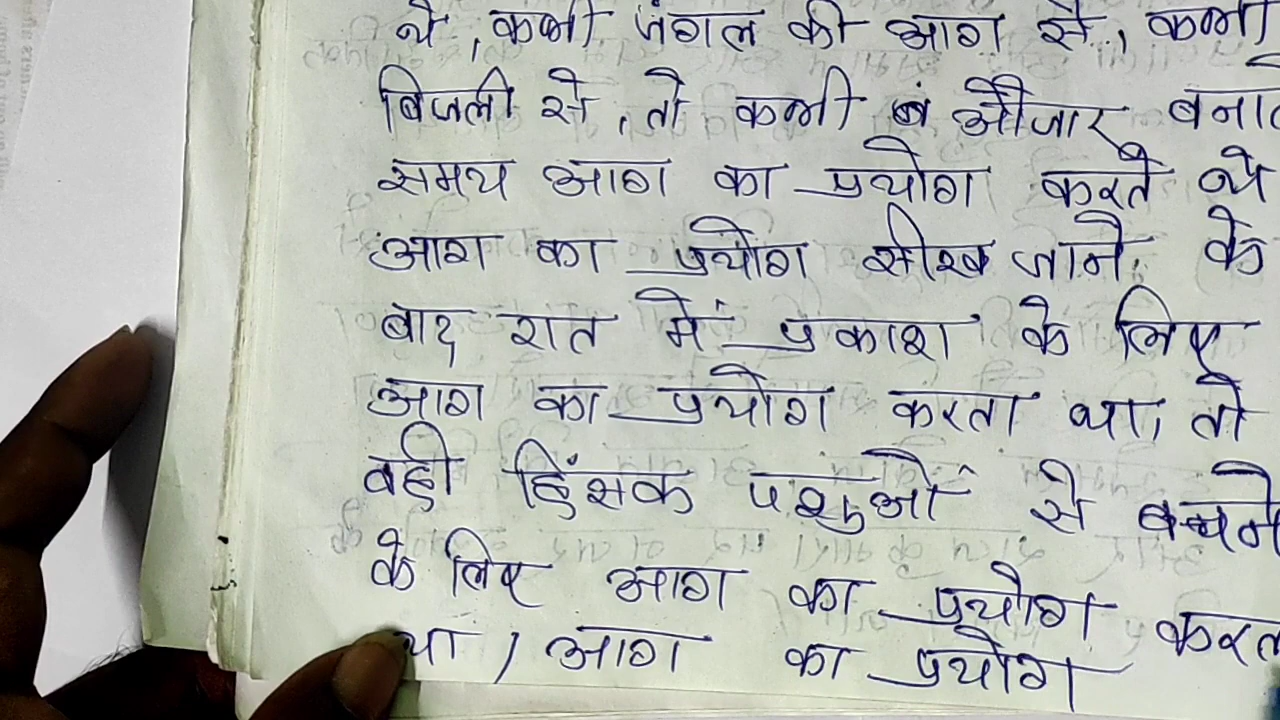 थे, कभी जंगल की आग से, कभी
बिजली से, तो कभी औजार बनाते
समय आग का प्रयोग करते थे
आग का प्रयोग सीख जाने के
बाद रात में प्रकाश के लिए
आग का प्रयोग करता था, तो
वही हिंसक पशुओं से बचने
के लिए आग का प्रयोग करता
था, आग का प्रयोग